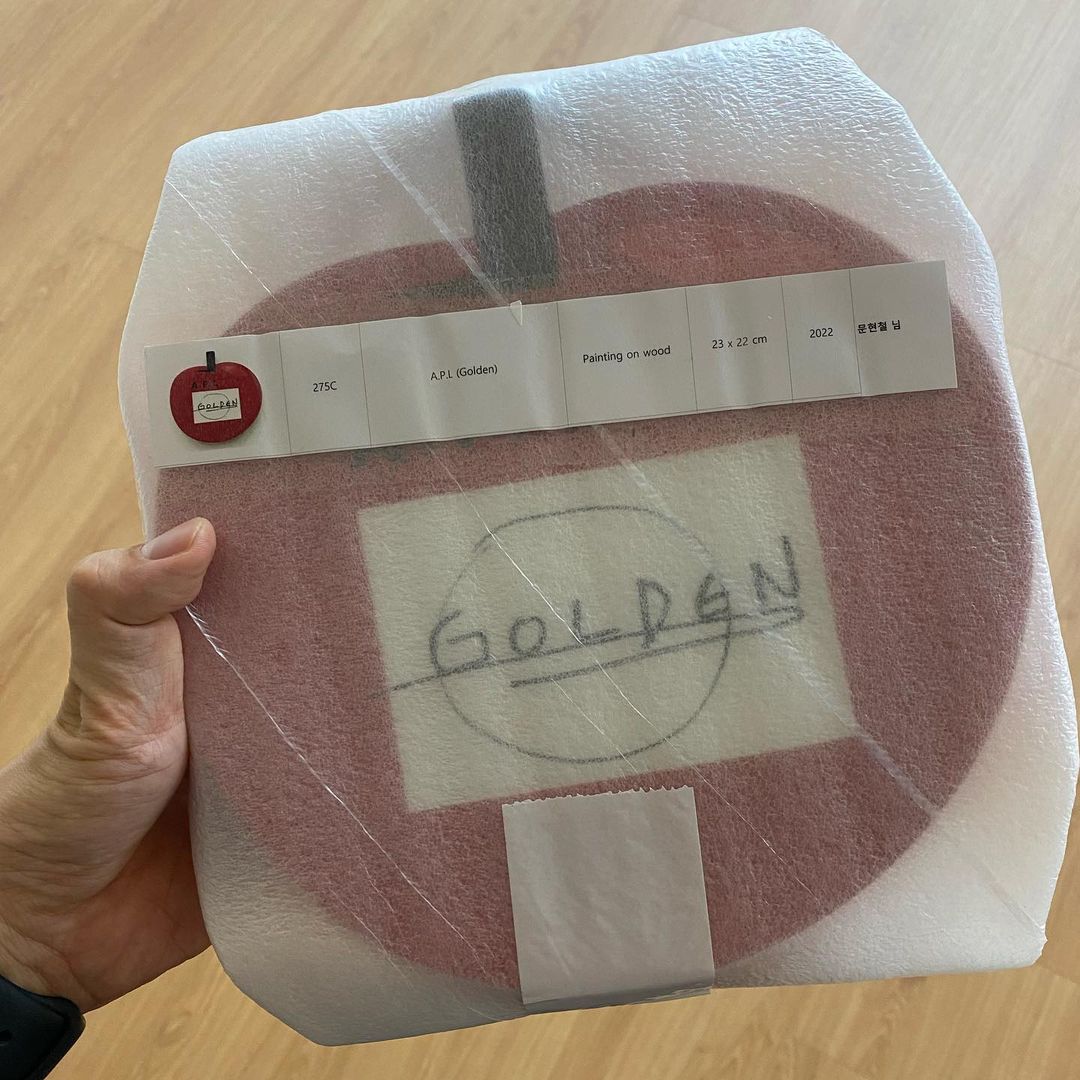 A.P.L
GOLDEN
275C
A.P.L (Golden)
Painting on wood
23 x 22 cm
2022
문현철 님
GOLDEN